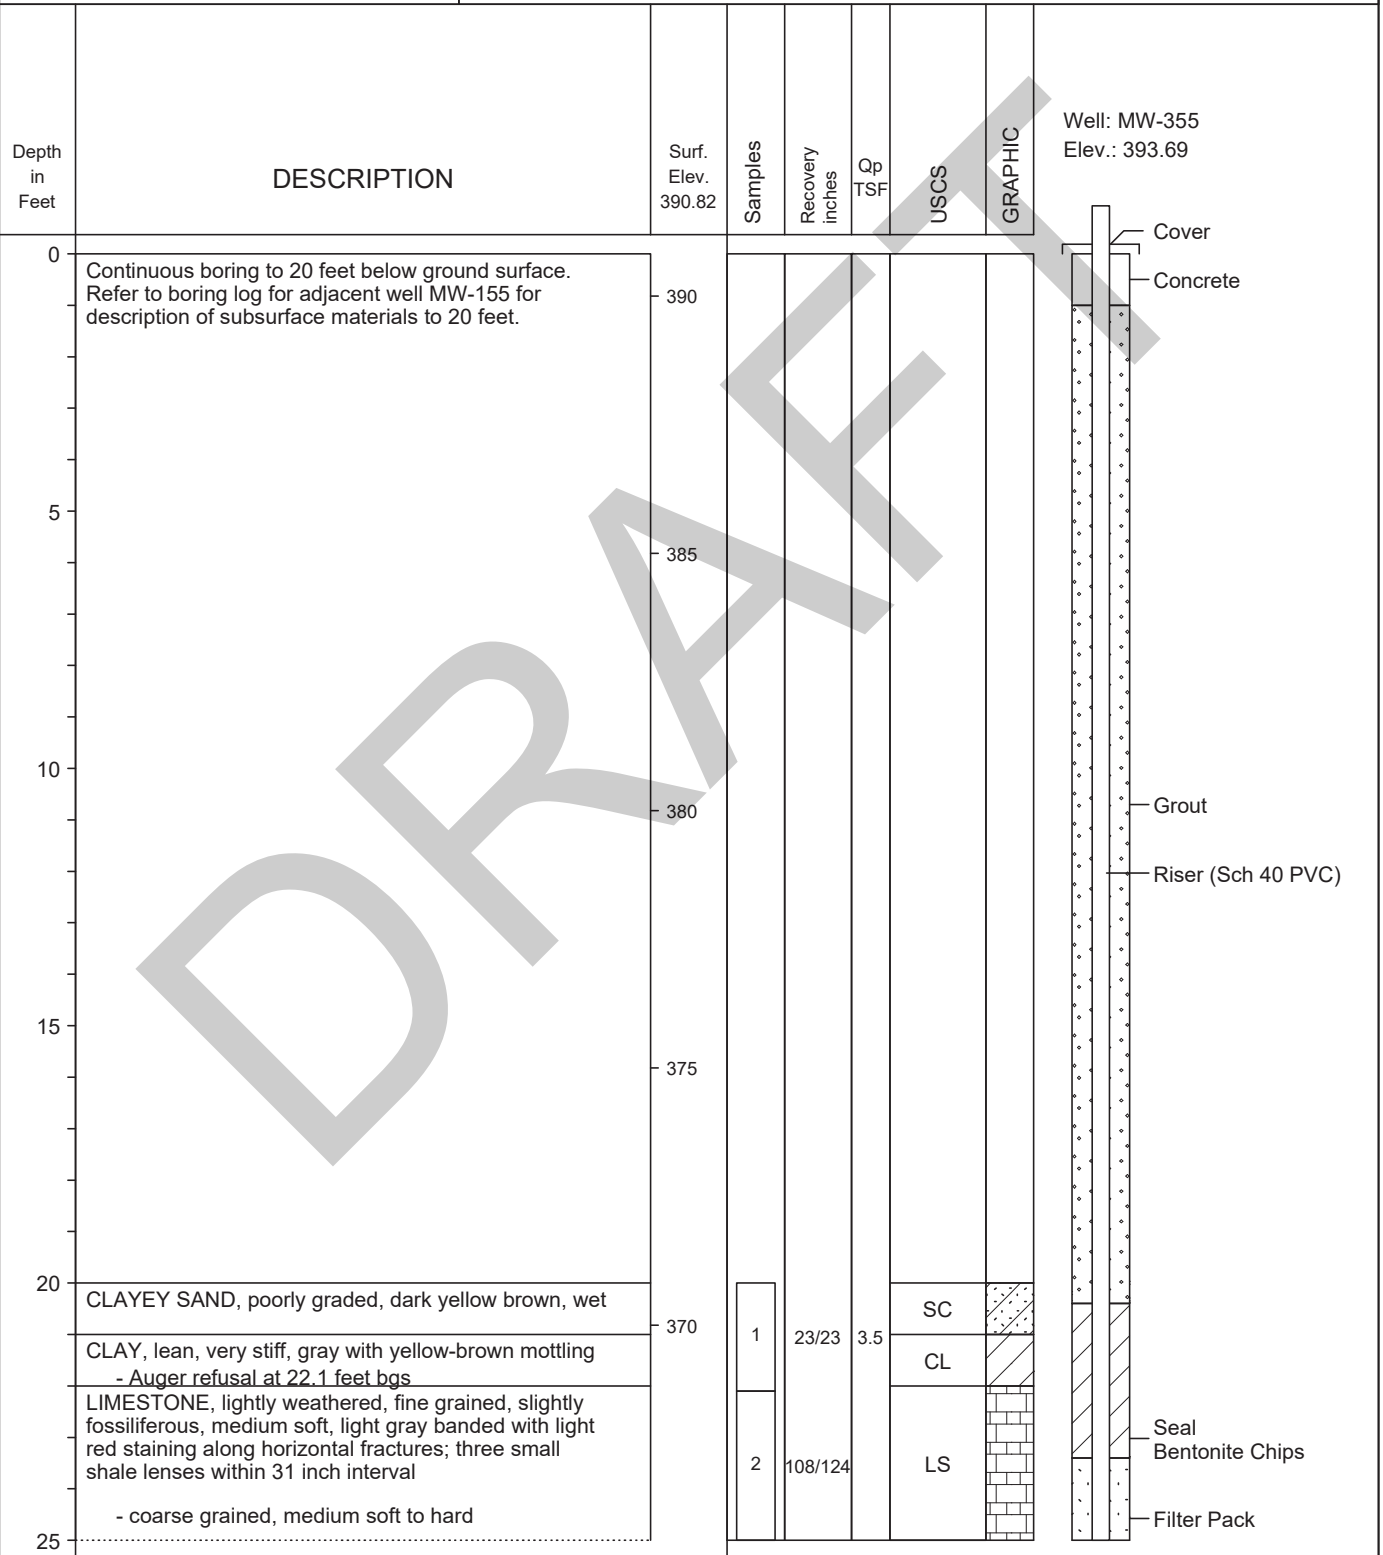 Depth
in
Feet
DESCRIPTION
Surf.
Elev.
390.82
Samples
Recovery
inches
Qp
TSF
USCS
GRAPHIC
Well: MW-355
Elev.: 393.69
0
Continuous boring to 20 feet below ground surface.
Refer to boring log for adjacent well MW-155 for
description of subsurface materials to 20 feet.
390
Cover
Concrete
5
385
10
380
Grout
Riser (Sch 40 PVC)
15
375
20
CLAYEY SAND, poorly graded, dark yellow brown, wet
SC
370
1
23/23
3.5
CLAY, lean, very stiff, gray with yellow-brown mottling
- Auger refusal at 22.1 feet bgs
CL
LIMESTONE, lightly weathered, fine grained, slightly
fossiliferous, medium soft, light gray banded with light
red staining along horizontal fractures; three small
shale lenses within 31 inch interval
2
108/124
LS
Seal
Bentonite Chips
- coarse grained, medium soft to hard
Filter Pack
25
DRAFT